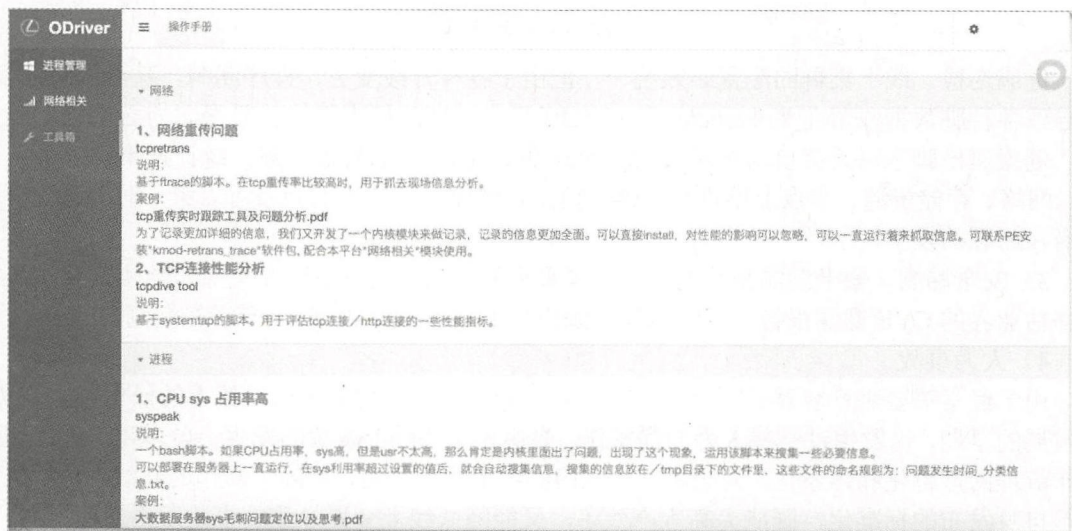 ODriver
操作手册
进程管理
网络相关
工具箱
网络
1、网络重传问题
tcpretrans
说明:
基于ftrace的脚本。在tcp重传率比较高时，用于抓去现场信息分析。
案例:
tcp重传实时跟踪工具及问题分析.pdf
为了记录更加详细的信息，我们又开发了一个内核模块来做记录，记录的信息更加全面。可以直接install，对性能的影响可以忽略，可以一直运行着来抓取信息。可联系PE安
装"kmod-retrans_trace"软件包, 配合本平台"网络相关"模块使用。
2、TCP连接性能分析
tcpdive tool
说明:
基于systemtap的脚本。用于评估tcp连接／http连接的一些性能指标。
进程
1、CPU sys 占用率高
syspeak
说明:
一个bash脚本。如果CPU占用率，sys高，但是usr不太高，那么肯定是内核里面出了问题，出现了这个现象，运用该脚本来搜集一些必要信息。
可以部署在服务器上一直运行，在sys利用率超过设置的值后，就会自动搜集信息，搜集的信息放在／tmp目录下的文件里，这些文件的命名规则为：问题发生时间_分类信
息.txt。
案例:
大数据服务器sys毛刺问题定位以及思考.pdf